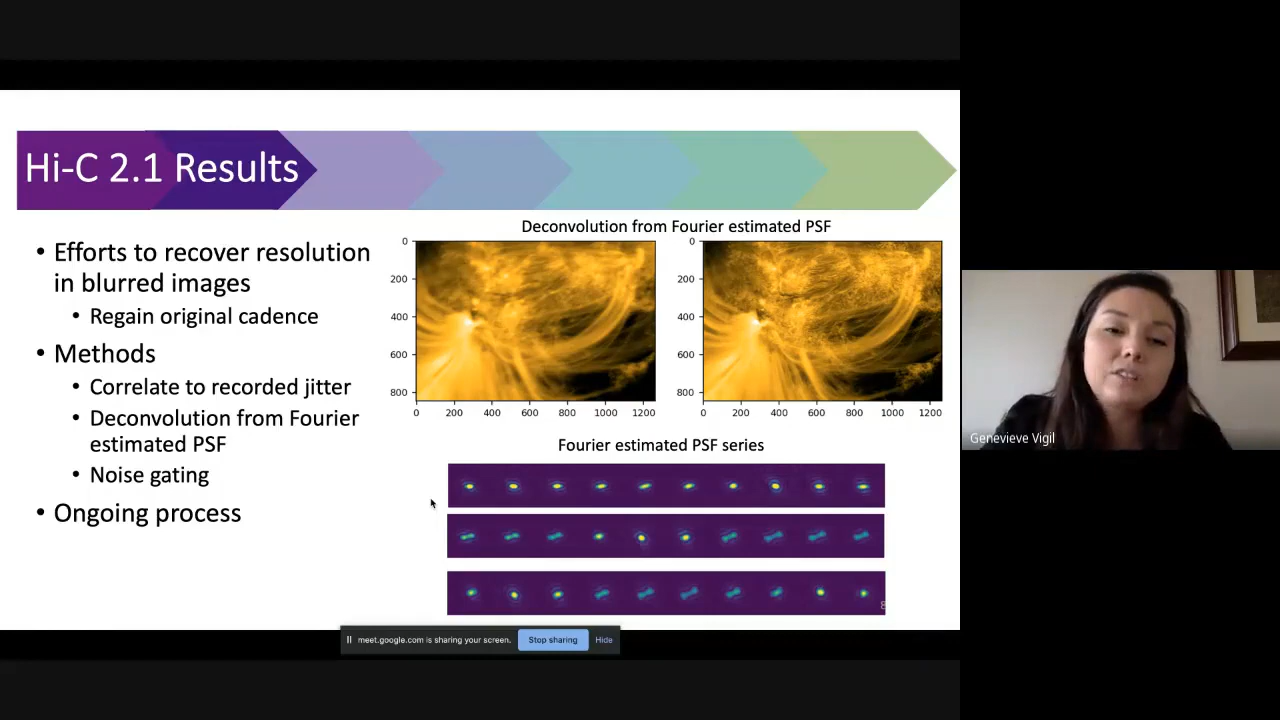 Hi-C 2.1 Results
• Efforts to recover resolution
in blurred images
• Regain original cadence
• Methods
• Correlate to recorded jitter
• Deconvolution from Fourier
estimated PSF
• Noise gating
• Ongoing process
Deconvolution from Fourier estimated PSF
0
200
400
600
800
0 200 400 600 800 1000 1200
0
200
400
600
800
0 200 400 600 800 1000 1200
Fourier estimated PSF series
8
meet.google.com is sharing your screen. Stop sharing Hide
Genevieve Vigil